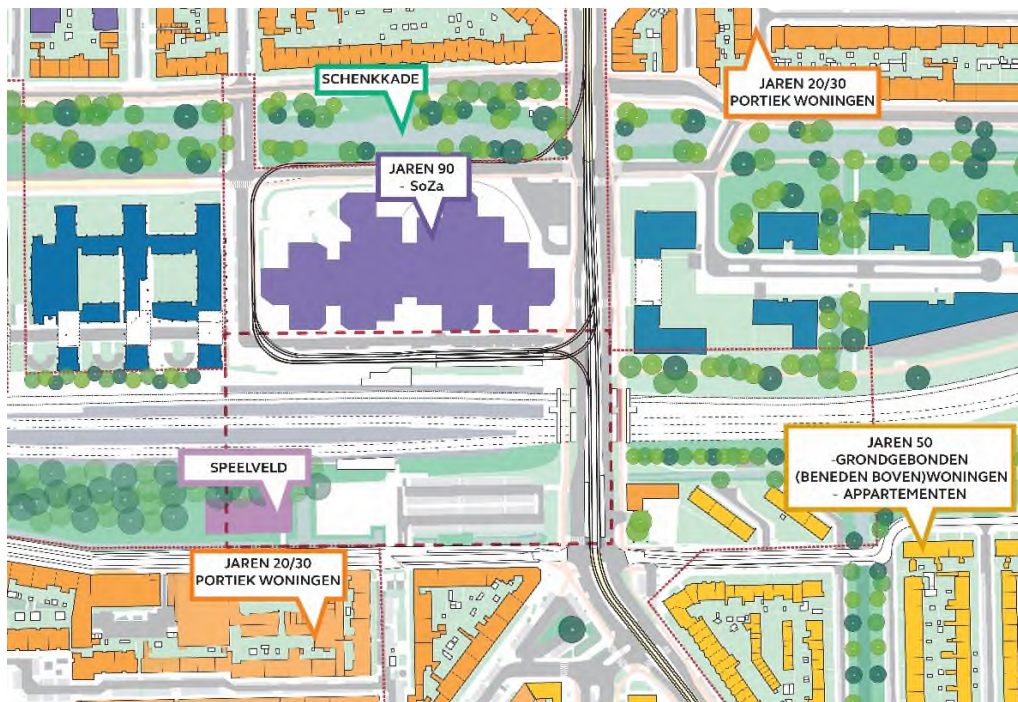 SCHENKKADE
JAREN 20/30
PORTIEK WONINGEN
JAREN 90
- SoZa
SPEELVELD
JAREN 50
-GRONDGEBONDEN
(BENEDEN BOVEN)WONINGEN
- APPARTEMENTEN
JAREN 20/30
PORTIEK WONINGEN